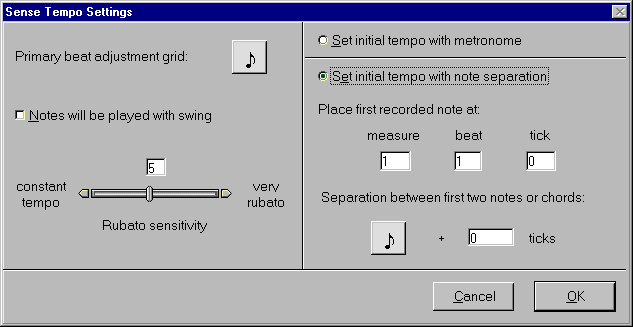 Sense Tempo Settings
Primary beat adjustment grid:
Notes will be played with swing
5
constant
tempo
very
rubato
Rubato sensitivity
Set initial tempo with metronome
Set initial tempo with note separation
Place first recorded note at:
measure beat tick
1 1 0
Separation between first two notes or chords:
+ 0 ticks
Cancel OK